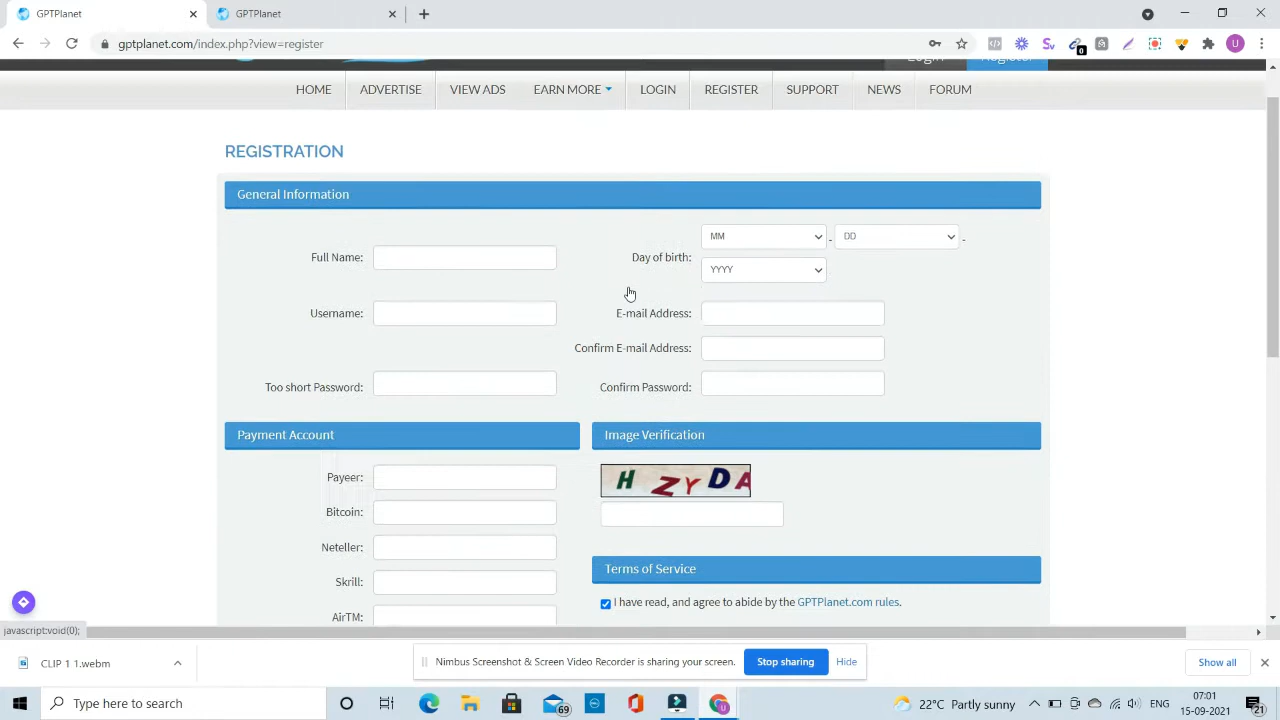 GPTPlanet
GPTPlanet
gptplanet.com/index.php?view=register
0
U
Login
Register
HOME
ADVERTISE
VIEW ADS
EARN MORE
LOGIN
REGISTER
SUPPORT
NEWS
FORUM
REGISTRATION
General Information
Full Name:
Day of birth:
MM
-
DD
-
YYYY
Username:
E-mail Address:
Confirm E-mail Address:
Too short Password:
Confirm Password:
Payment Account
Image Verification
Payeer:
H Z Y D A
Bitcoin:
Neteller:
Terms of Service
Skrill:
I have read, and agree to abide by the GPTPlanet.com rules.
AirTM:
javascript:void(0);
CLIP 1 1.webm
Nimbus Screenshot & Screen Video Recorder is sharing your screen.
Stop sharing
Hide
Show all
Type here to search
69
22°C Partly sunny
ENG
07:01
15-09-2021
21